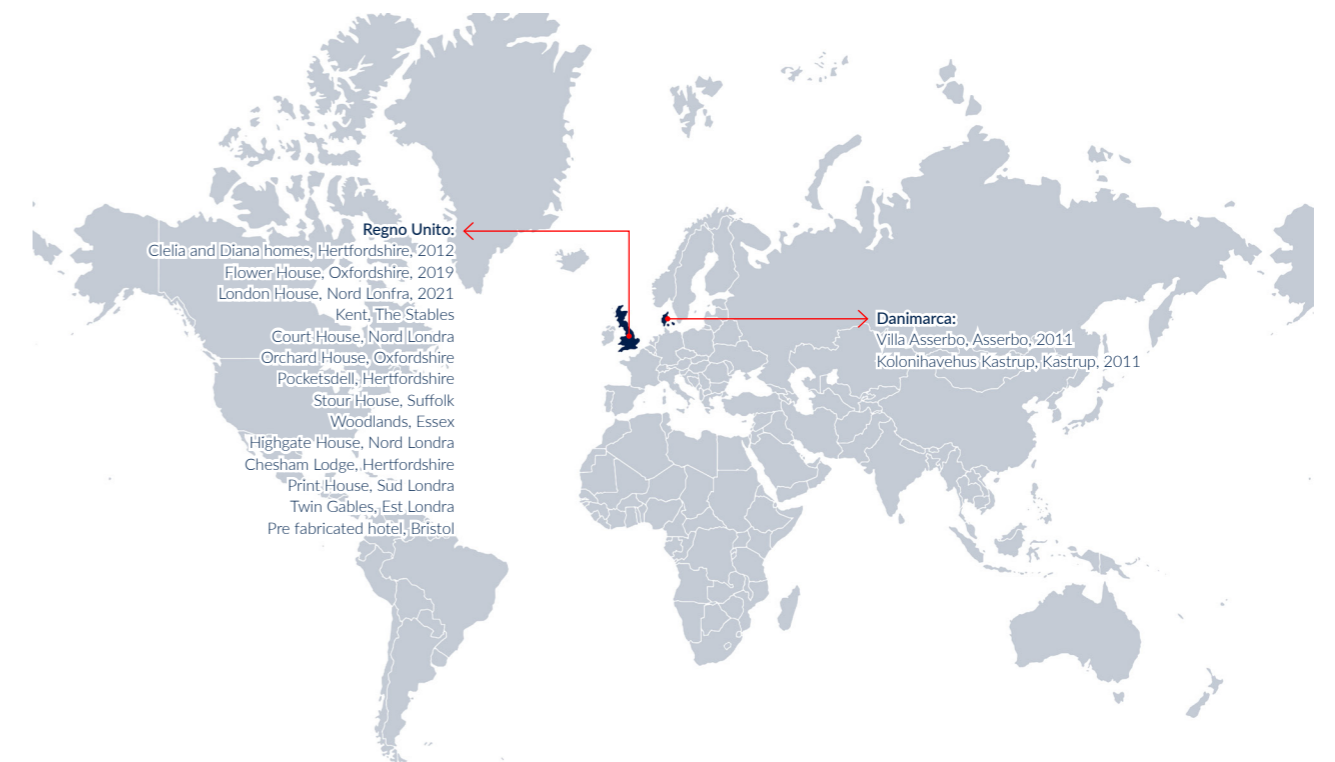 Regno Unito:
Clelia and Diana homes, Hertfordshire, 2012
Flower House, Oxfordshire, 2019
London House, Nord Lonfra, 2021
Kent, The Stables
Court House, Nord Londra
Orchard House, Oxfordshire
Pocketsdell, Hertfordshire
Stour House, Suffolk
Woodlands, Essex
Highgate House, Nord Londra
Chesham Lodge, Hertfordshire
Print House, Sud Londra
Twin Gables, Est Londra
Pre fabricated hotel, Bristol
Danimarca:
Villa Asserbo, Asserbo, 2011
Kolonihavehus Kastrup, Kastrup, 2011